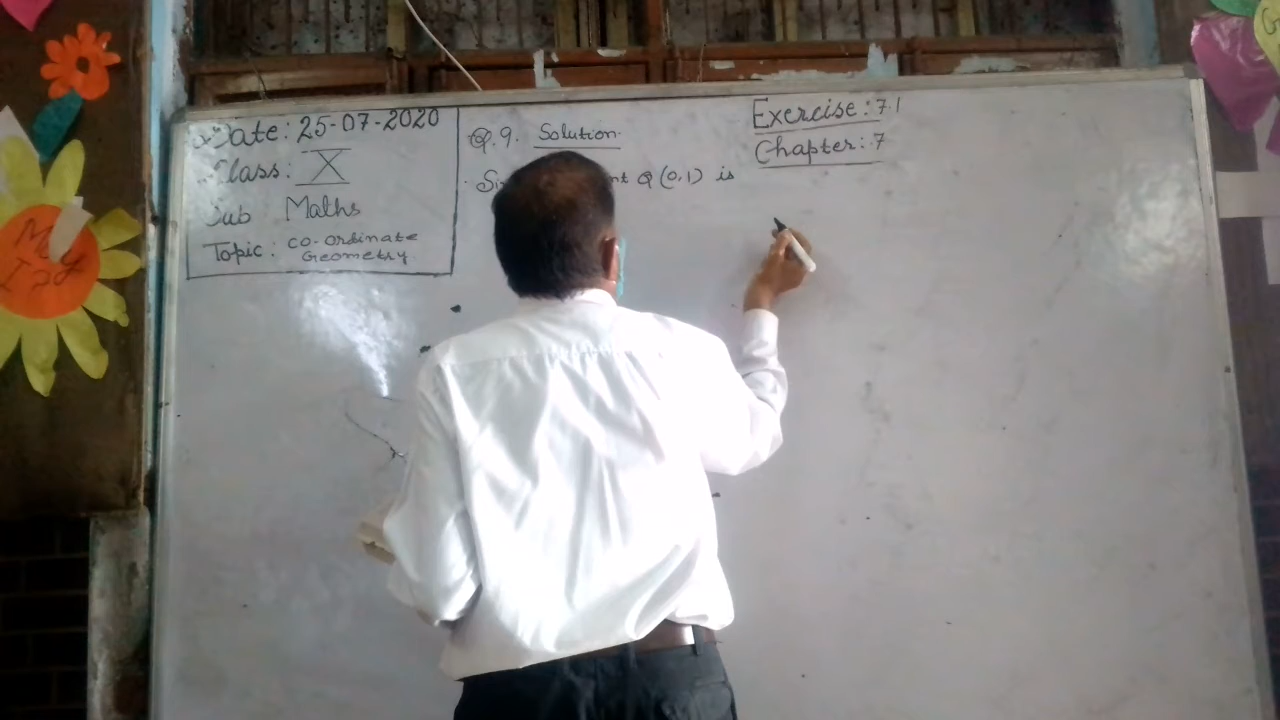 Date: 25-07-2020
Class: X
Sub Maths
Topic: Co-ordinate
Geometry
Q.9. Solution.
Q (0,1) is
Exercise: 7.1
Chapter: 7